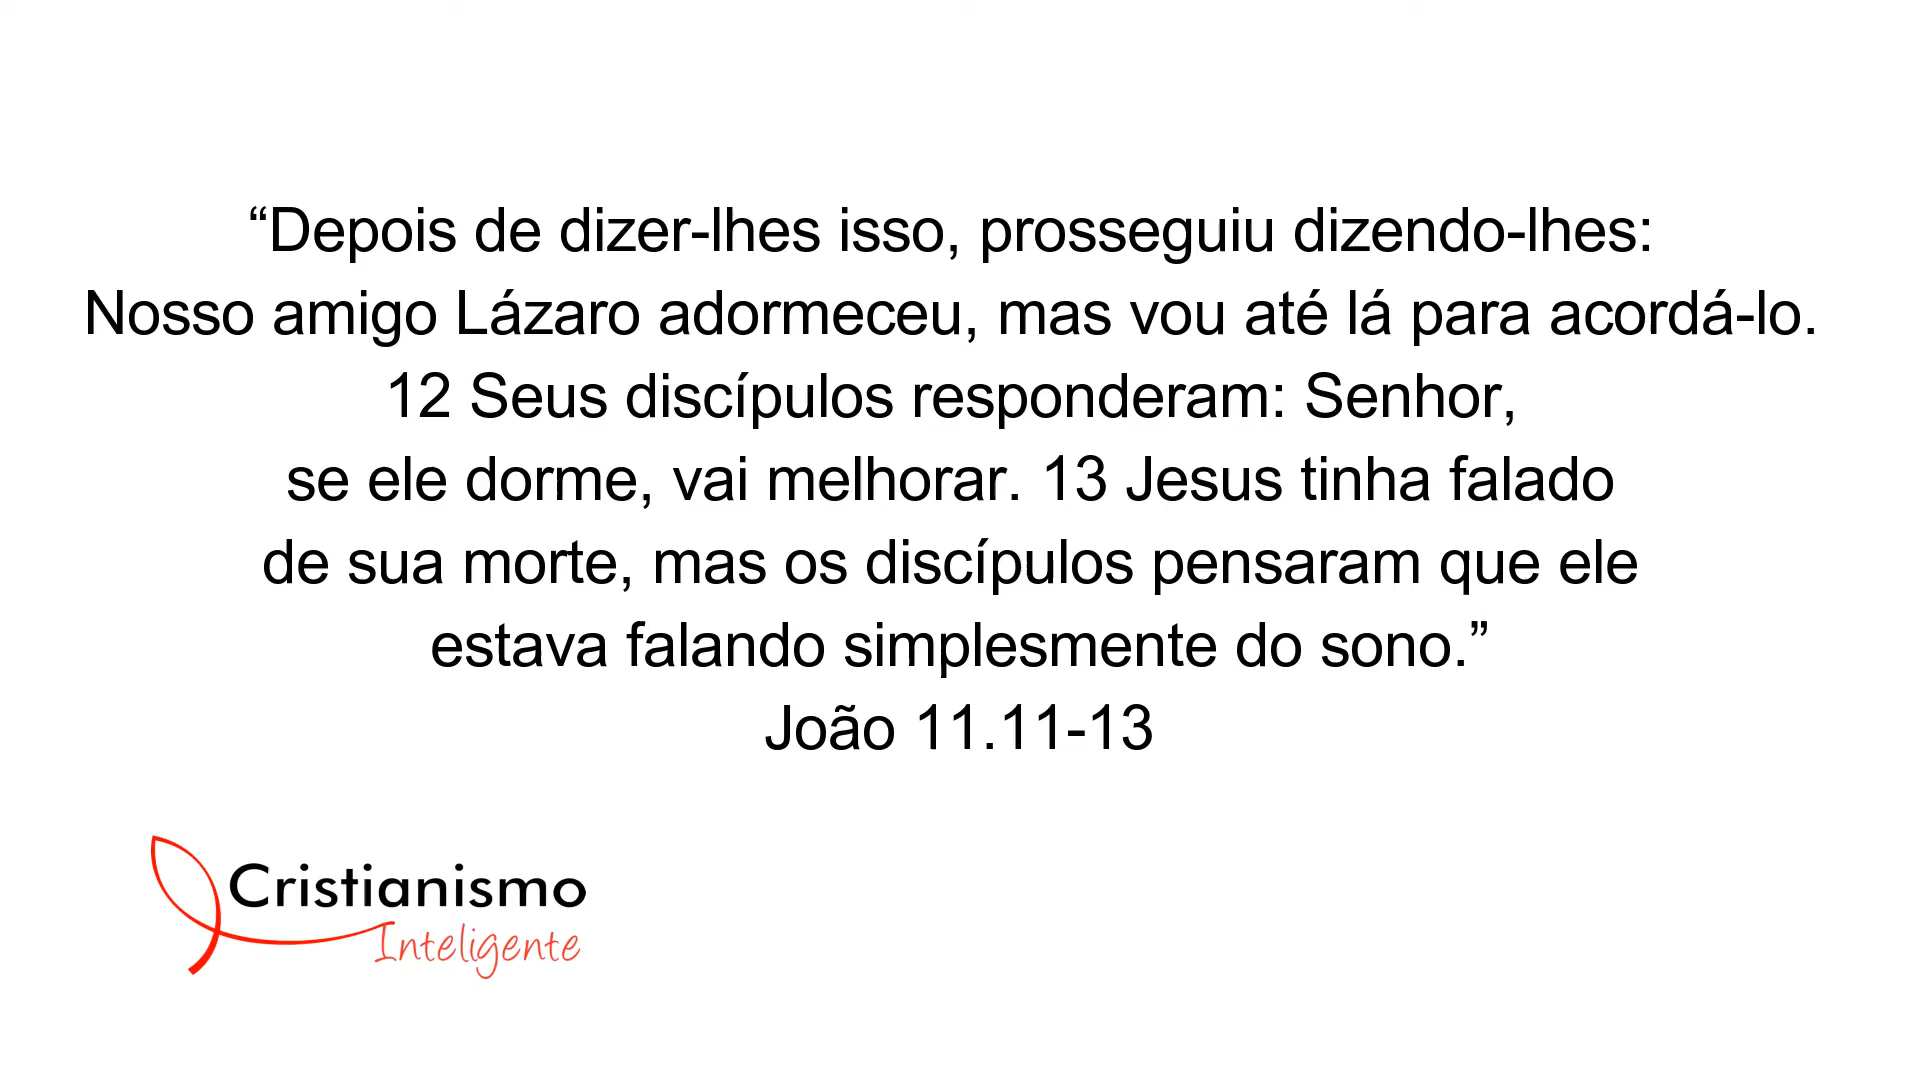 “Depois de dizer-lhes isso, prosseguiu dizendo-lhes:
Nosso amigo Lázaro adormeceu, mas vou até lá para acordá-lo.
12 Seus discípulos responderam: Senhor,
se ele dorme, vai melhorar. 13 Jesus tinha falado
de sua morte, mas os discípulos pensaram que ele
estava falando simplesmente do sono.”
João 11.11-13
Cristianismo
Inteligente